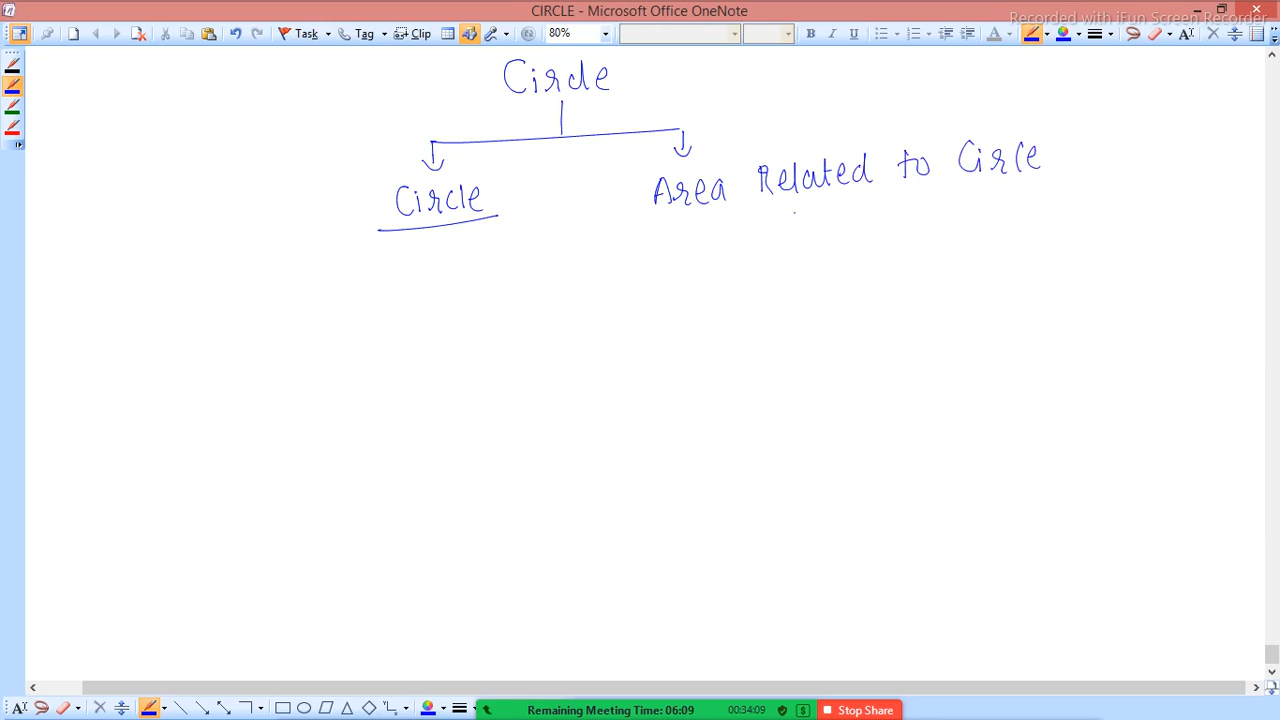 CIRCLE - Microsoft Office OneNote
Recorded with iFun Screen Recorder
Task Tag Clip 80% B I U A
Circle
Circle Area Related to Circle
Remaining Meeting Time: 06:09 00:34:09 Stop Share